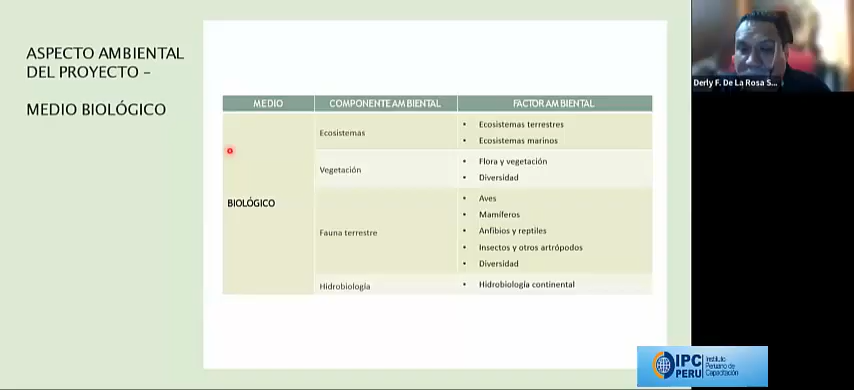 ASPECTO AMBIENTAL
DEL PROYECTO –
MEDIO BIOLÓGICO
MEDIO COMPONENTE AMBIENTAL FACTOR AMBIENTAL
BIOLÓGICO
Ecosistemas
• Ecosistemas terrestres
• Ecosistemas marinos
Vegetación
• Flora y vegetación
• Diversidad
Fauna terrestre
• Aves
• Mamíferos
• Anfibios y reptiles
• Insectos y otros artrópodos
• Diversidad
Hidrobiología
• Hidrobiología continental
Derly F. De La Rosa S...
IPC
PERU
Instituto
Peruano de
Capacitación